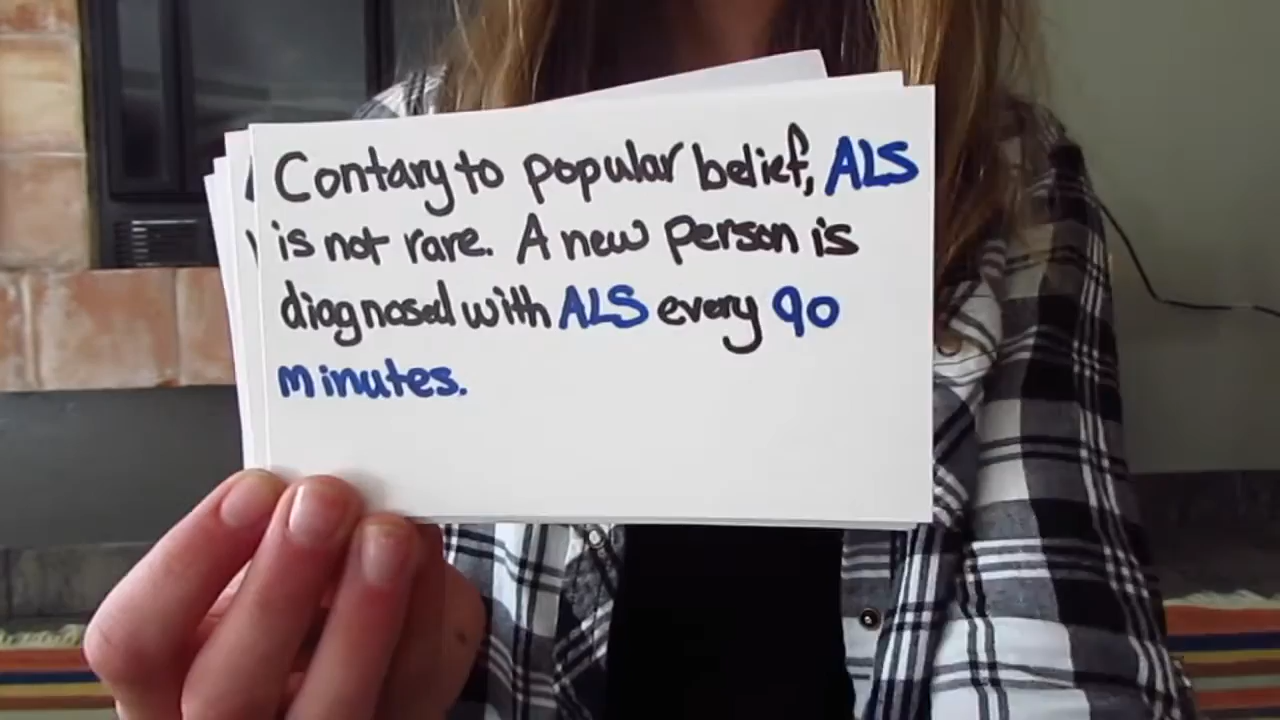 Contary to popular belief, ALS
is not rare. A new person is
diagnosed with ALS every 90
minutes.